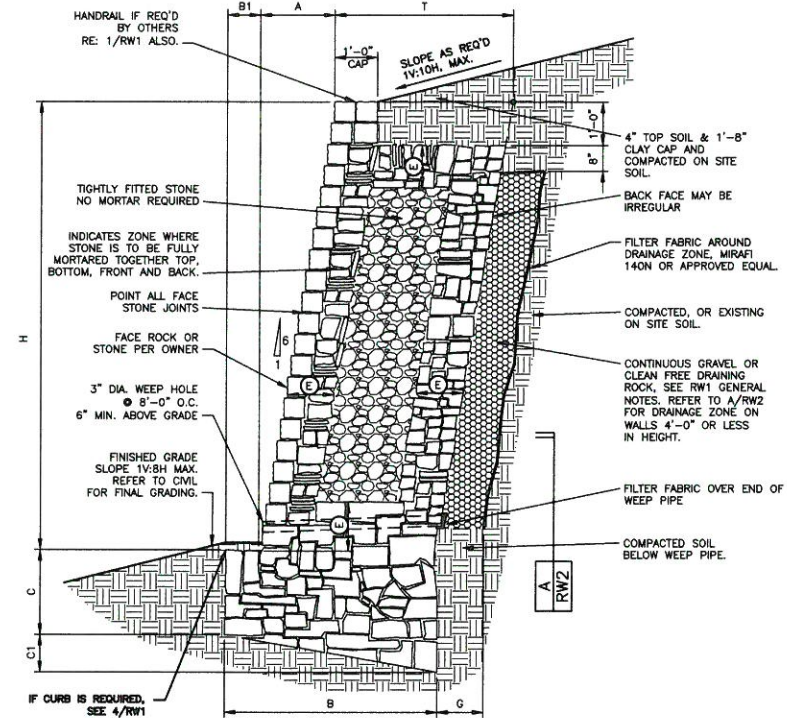 B1
A
T
HANDRAIL IF REQ'D
BY OTHERS
RE: 1/RW1 ALSO.
1'-0"
CAP
SLOPE AS REQ'D
1V:10H, MAX.
1'-0"
8"
4" TOP SOIL & 1'-8"
CLAY CAP AND
COMPACTED ON SITE
SOIL.
E
TIGHTLY FITTED STONE
NO MORTAR REQUIRED
BACK FACE MAY BE
IRREGULAR
INDICATES ZONE WHERE
STONE IS TO BE FULLY
MORTARED TOGETHER TOP,
BOTTOM, FRONT AND BACK.
FILTER FABRIC AROUND
DRAINAGE ZONE, MIRAFI
140N OR APPROVED EQUAL.
POINT ALL FACE
STONE JOINTS
COMPACTED, OR EXISTING
ON SITE SOIL.
H
6
1
FACE ROCK OR
STONE PER OWNER
CONTINUOUS GRAVEL OR
CLEAN FREE DRAINING
ROCK, SEE RW1 GENERAL
NOTES. REFER TO A/RW2
FOR DRAINAGE ZONE ON
WALLS 4'-0" OR LESS
IN HEIGHT.
E
E
3" DIA. WEEP HOLE
@ 8'-0" O.C.
6" MIN. ABOVE GRADE
FINISHED GRADE
SLOPE 1V:8H MAX.
REFER TO CIVIL
FOR FINAL GRADING.
FILTER FABRIC OVER END OF
WEEP PIPE
E
COMPACTED SOIL
BELOW WEEP PIPE.
A
RW2
C
C1
IF CURB IS REQUIRED,
SEE 4/RW1
B
G